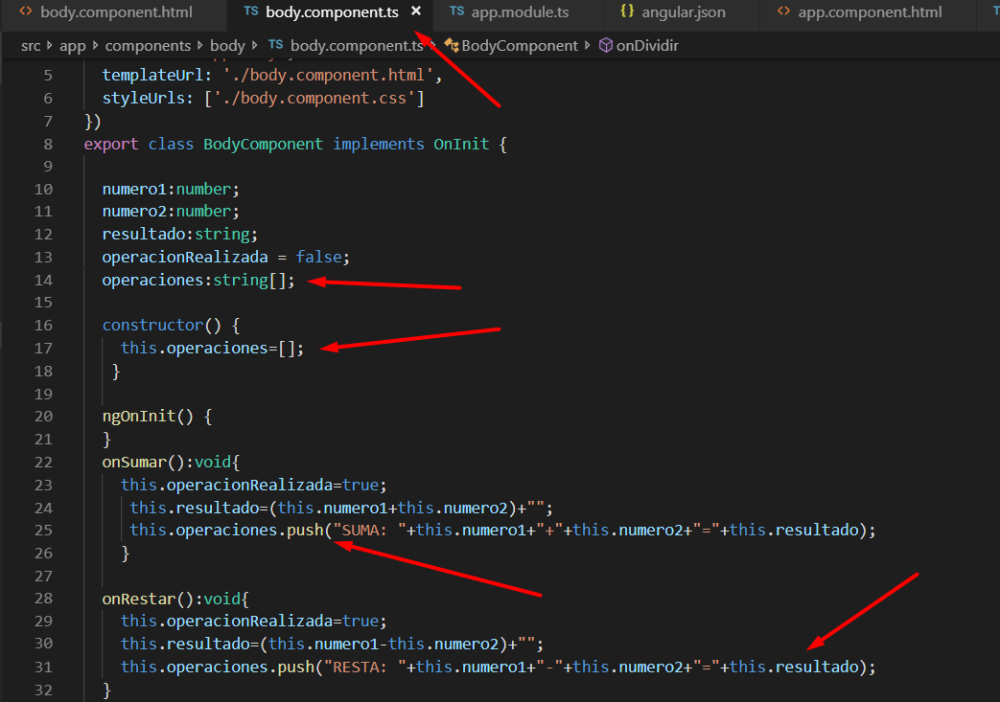 body.component.html TS body.component.ts × TS app.module.ts {} angular.json <> app.component.html
src app components body TS body.component.ts BodyComponent onDividir
5 templateUrl: './body.component.html',
6 styleUrls: ['./body.component.css']
7 })
8 export class BodyComponent implements OnInit {
9
10 numero1:number;
11 numero2:number;
12 resultado:string;
13 operacionRealizada = false;
14 operaciones:string[];
15
16 constructor() {
17 this.operaciones=[];
18 }
19
20 ngOnInit() {
21 }
22 onSumar():void{
23 this.operacionRealizada=true;
24 this.resultado=(this.numero1+this.numero2)+"";
25 this.operaciones.push("SUMA: "+this.numero1+"+"+this.numero2+"="+this.resultado);
26 }
27
28 onRestar():void{
29 this.operacionRealizada=true;
30 this.resultado=(this.numero1-this.numero2)+"";
31 this.operaciones.push("RESTA: "+this.numero1+"-"+this.numero2+"="+this.resultado);
32 }